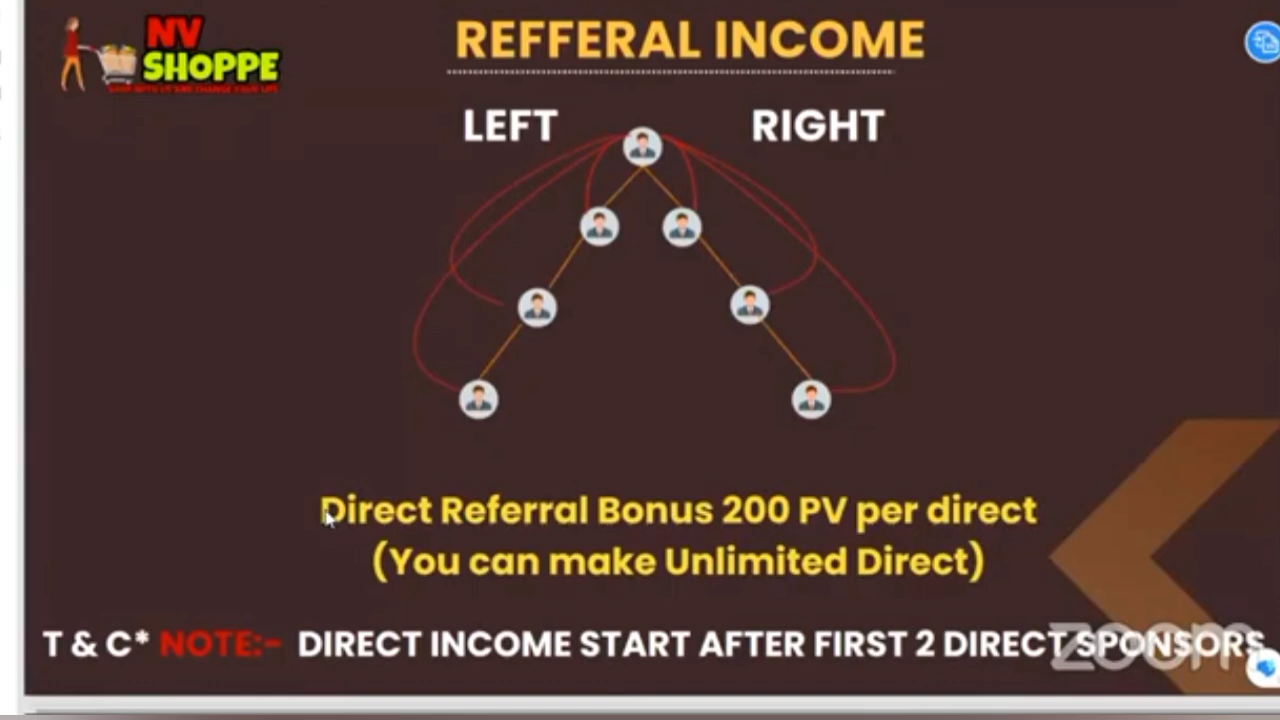 NV
SHOPPE
REFFERAL INCOME
LEFT
RIGHT
Direct Referral Bonus 200 PV per direct
(You can make Unlimited Direct)
T & C* NOTE:- DIRECT INCOME START AFTER FIRST 2 DIRECT SPONSORS
zoom